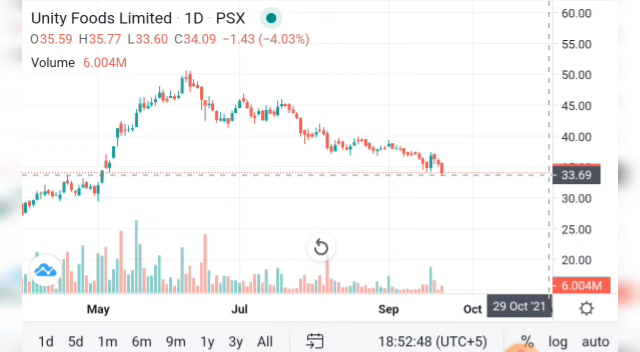 Unity Foods Limited · 1D · PSX
O35.59 H35.77 L33.60 C34.09 −1.43 (−4.03%)
Volume 6.004M
60.00
55.00
50.00
45.00
40.00
33.69
30.00
25.00
20.00
6.004M
May Jul Sep Oct 29 Oct '21
1d 5d 1m 6m 9m 1y 3y All 18:52:48 (UTC+5) % log auto